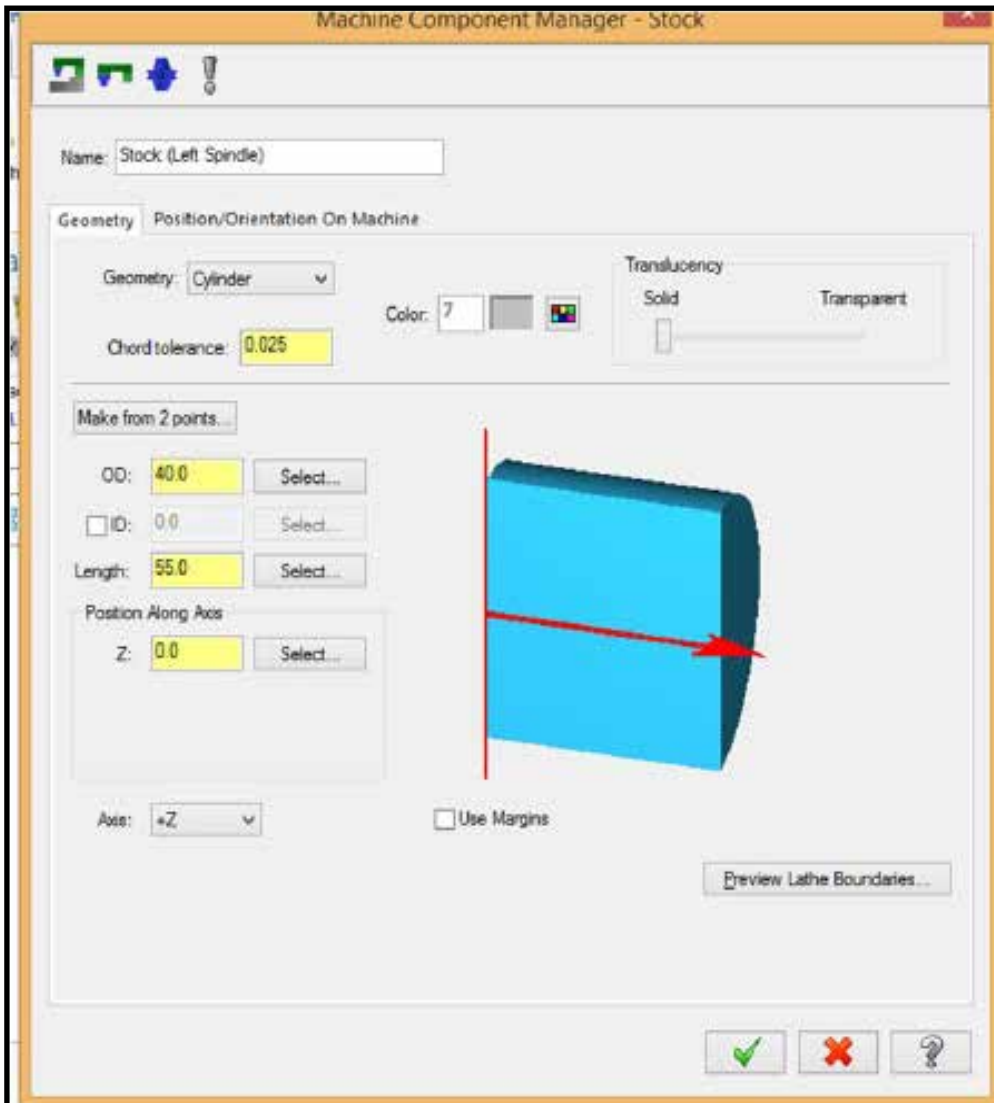 Machine Component Manager - Stock
Name: Stock (Left Spindle)
Geometry Position/Orientation On Machine
Geometry: Cylinder
Color: 7
Translucency
Solid Transparent
Chord tolerance: 0.025
Make from 2 points...
OD: 40.0 Select...
ID: 0.0 Select...
Length: 55.0 Select...
Position Along Axis
Z: 0.0 Select...
Axis: +Z
Use Margins
Preview Lathe Boundaries...